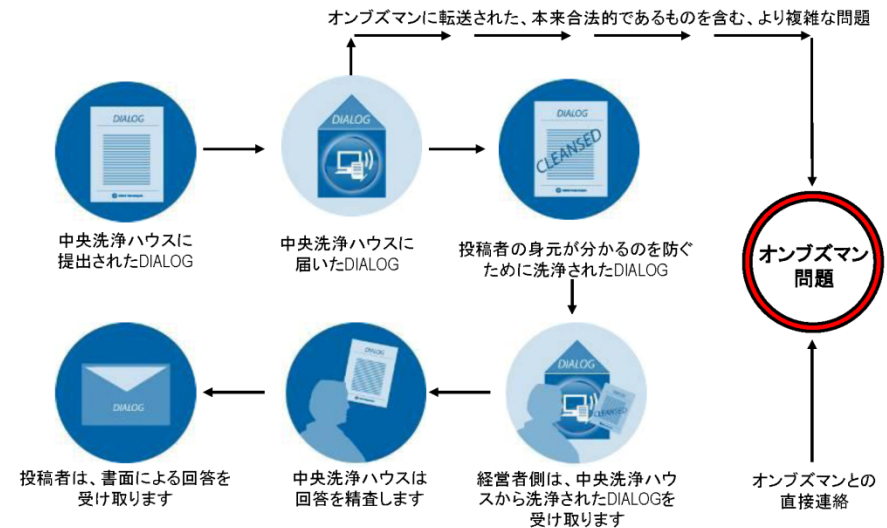 オンブズマンに転送された、本来合法的であるものを含む、より複雑な問題
DIALOG
DIALOG
DIALOG
CLEANSED
中央洗浄ハウスに
提出されたDIALOG
中央洗浄ハウスに
届いたDIALOG
投稿者の身元が分かるのを防ぐ
ために洗浄されたDIALOG
オンブズマン
問題
DIALOG
DIALOG
DIALOG
CLEANSED
投稿者は、書面による回答を
受け取ります
中央洗浄ハウスは
回答を精査します
経営者側は、中央洗浄ハウ
スから洗浄されたDIALOGを
受け取ります
オンブズマンとの
直接連絡